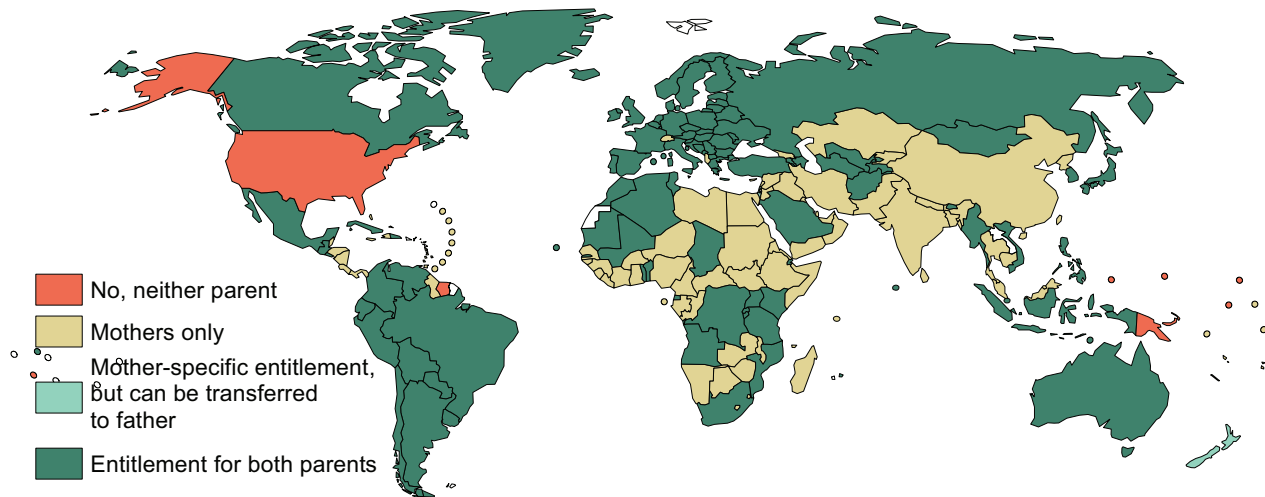 No, neither parent
Mothers only
Mother-specific entitlement,
but can be transferred
to father
Entitlement for both parents